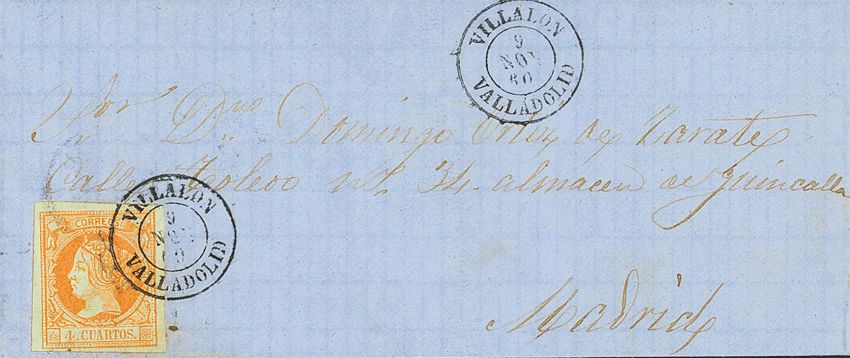 VILLALON
9
NOV
60
VALLADOLID
Sor Dn Domingo Ortiz de Zarate
Calle Toledo 34 almacen de quincalla
VILLALON
9
NOV
60
VALLADOLID
CORREOS
4 CUARTOS.
Madrid